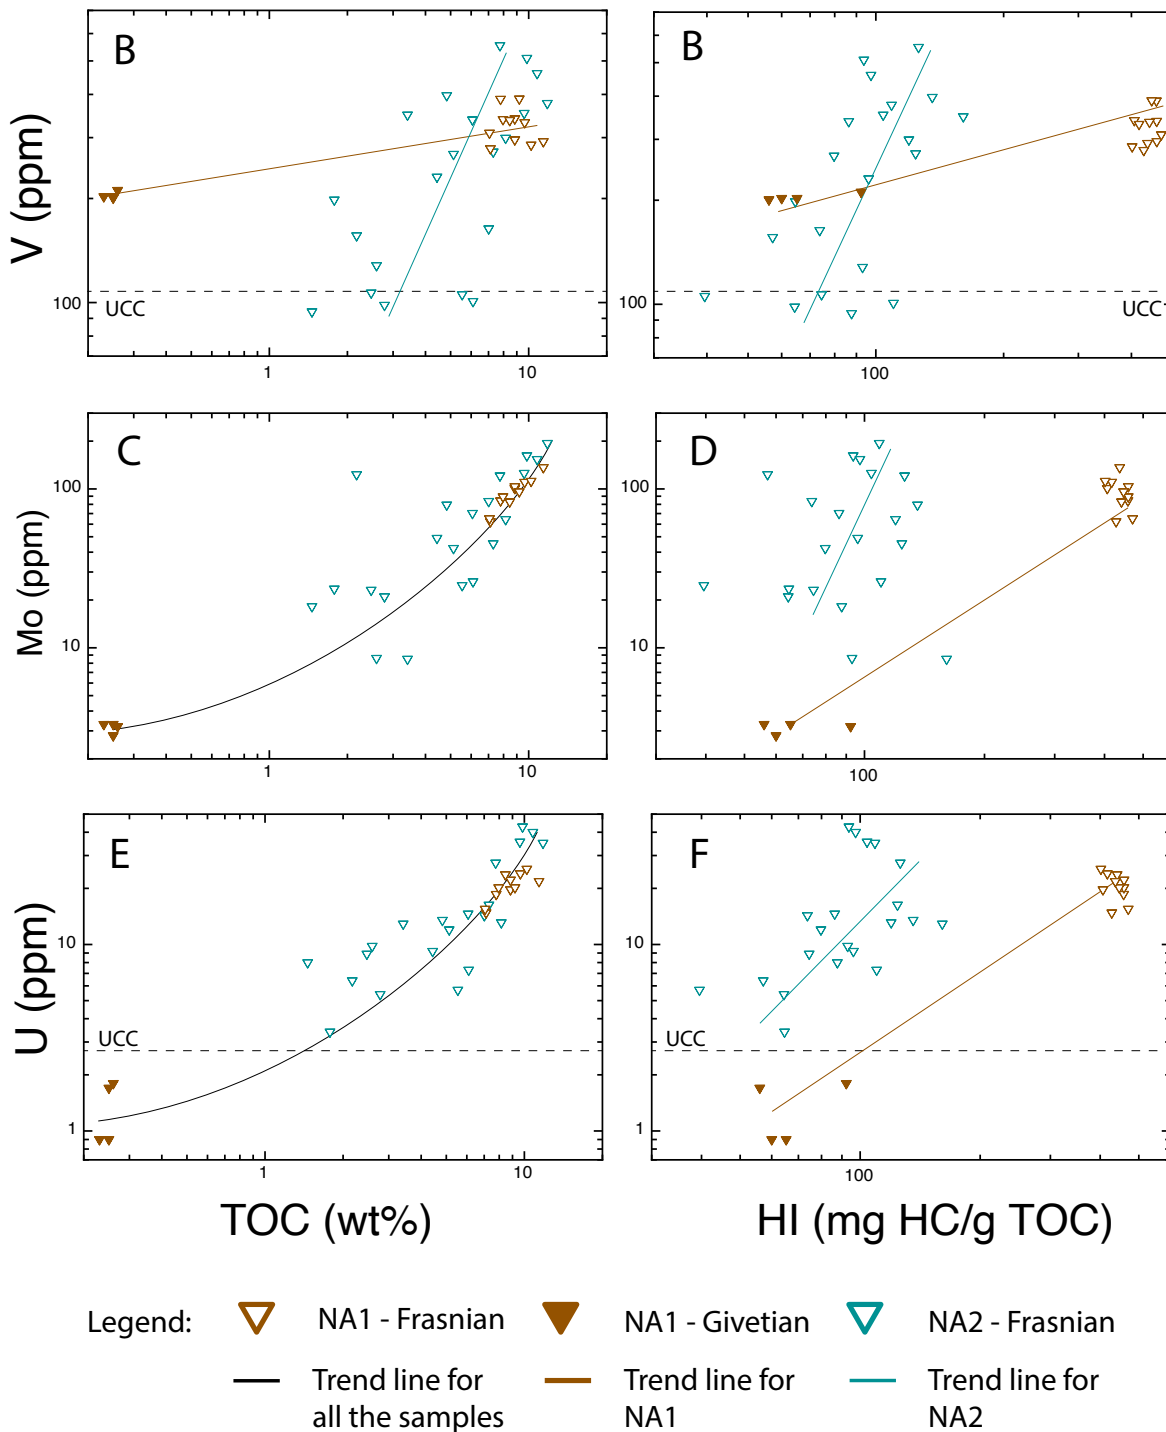 B
V (ppm)
100
UCC
1
10
B
100
UCC
100
C
Mo (ppm)
100
10
1
10
D
100
10
100
E
U (ppm)
10
UCC
1
1
10
TOC (wt%)
F
10
UCC
1
100
HI (mg HC/g TOC)
Legend:
NA1 - Frasnian
NA1 - Givetian
NA2 - Frasnian
Trend line for
all the samples
Trend line for
NA1
Trend line for
NA2